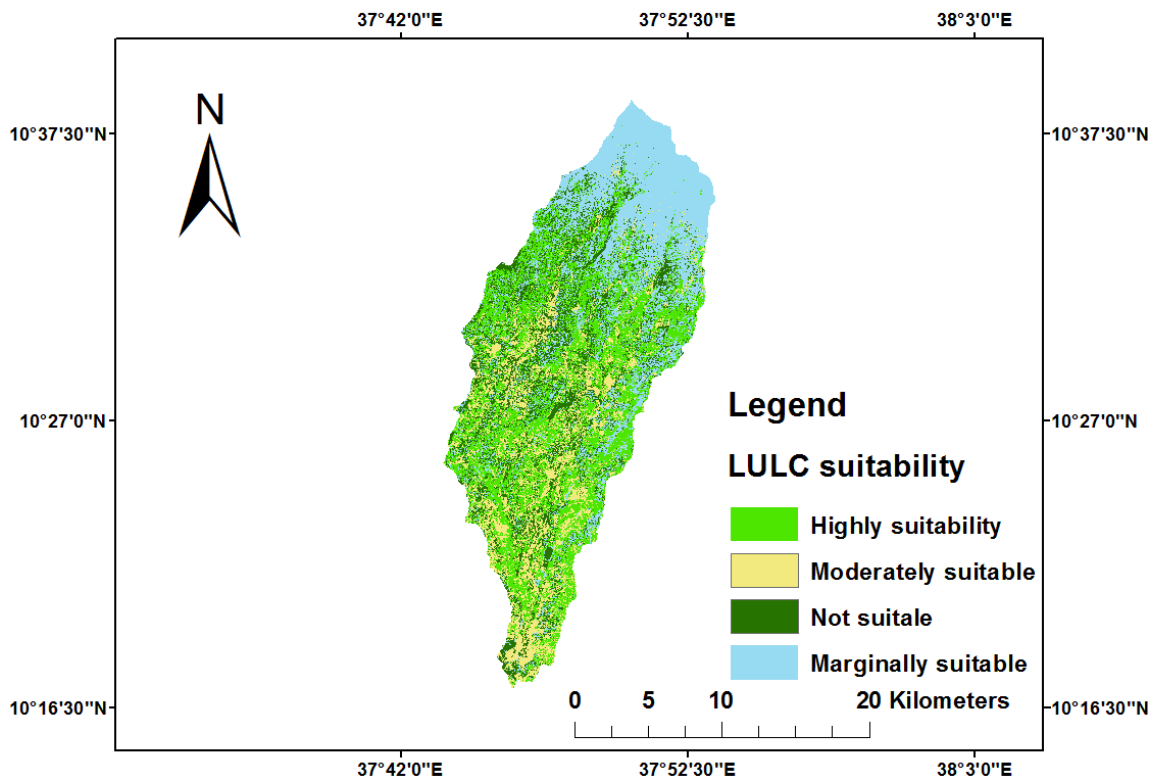 37°42'0"E 37°52'30"E 38°3'0"E
N
10°37'30"N 10°37'30"N
10°27'0"N 10°27'0"N
Legend
LULC suitability
Highly suitability
Moderately suitable
Not suitale
Marginally suitable
0 5 10 20 Kilometers
10°16'30"N 10°16'30"N
37°42'0"E 37°52'30"E 38°3'0"E